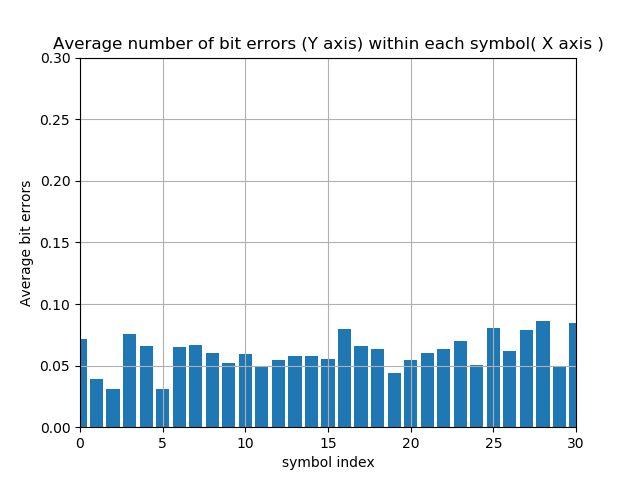 Average number of bit errors (Y axis) within each symbol( X axis )
0.30
0.25
0.20
0.15
0.10
0.05
0.00
Average bit errors
0 5 10 15 20 25 30
symbol index